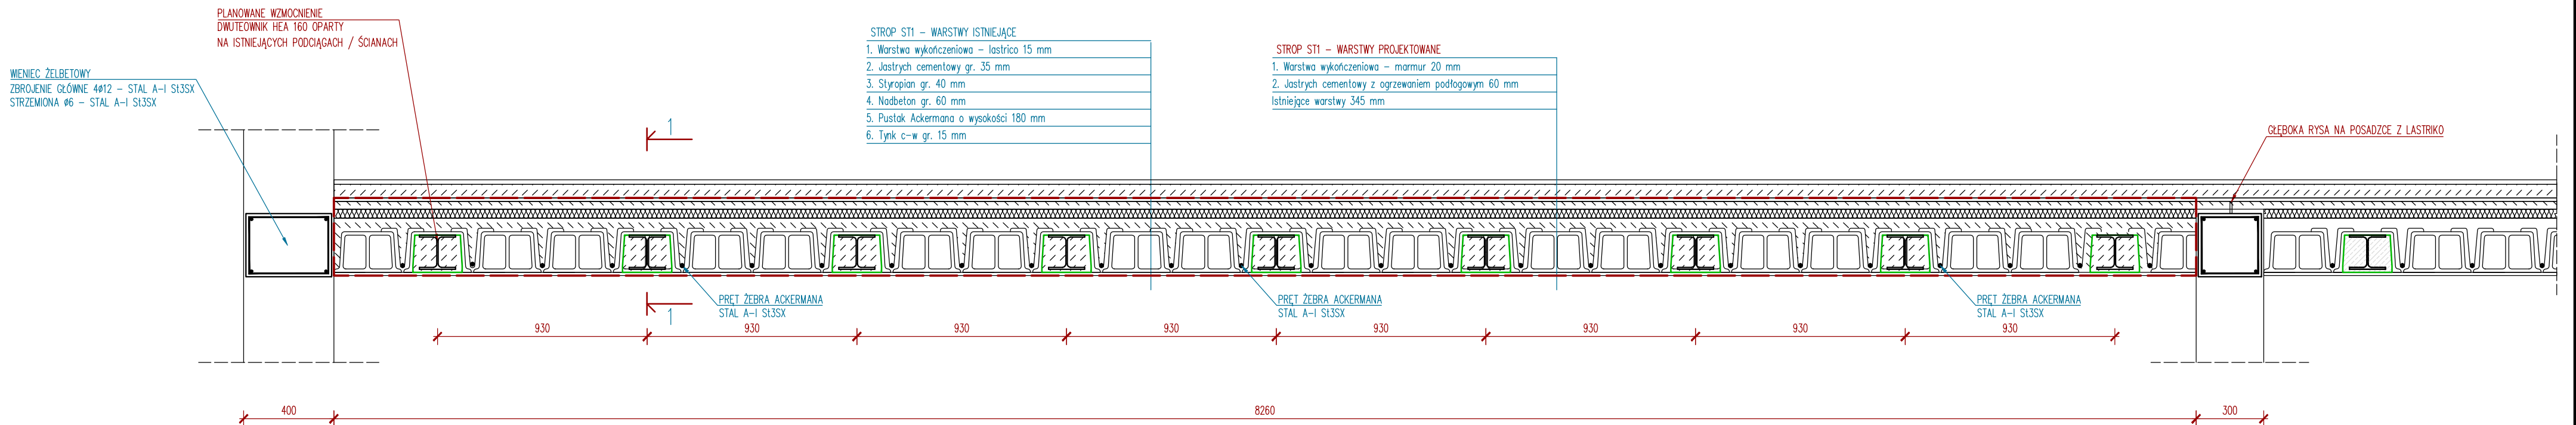 PLANOWANE WZMOCNIENIE
DWUTEOWNIK HEA 160 OPARTY
NA ISTNIEJĄCYCH PODCIĄGACH / ŚCIANACH
WIENIEC ŻELBETOWY
ZBROJENIE GŁÓWNE 4ø12 - STAL A-I St3SX
STRZEMIONA ø6 - STAL A-I St3SX
STROP ST1 - WARSTWY ISTNIEJĄCE
1. Warstwa wykończeniowa - lastrico 15 mm
2. Jastrych cementowy gr. 35 mm
3. Styropian gr. 40 mm
4. Nadbeton gr. 60 mm
5. Pustak Ackermana o wysokości 180 mm
6. Tynk c-w gr. 15 mm
STROP ST1 - WARSTWY PROJEKTOWANE
1. Warstwa wykończeniowa - marmur 20 mm
2. Jastrych cementowy z ogrzewaniem podłogowym 60 mm
Istniejące warstwy 345 mm
GŁĘBOKA RYSA NA POSADZCE Z LASTRIKO
1
1
PRĘT ŻEBRA ACKERMANA
STAL A-I St3SX
PRĘT ŻEBRA ACKERMANA
STAL A-I St3SX
PRĘT ŻEBRA ACKERMANA
STAL A-I St3SX
930 930 930 930 930 930 930 930
400 8260 300